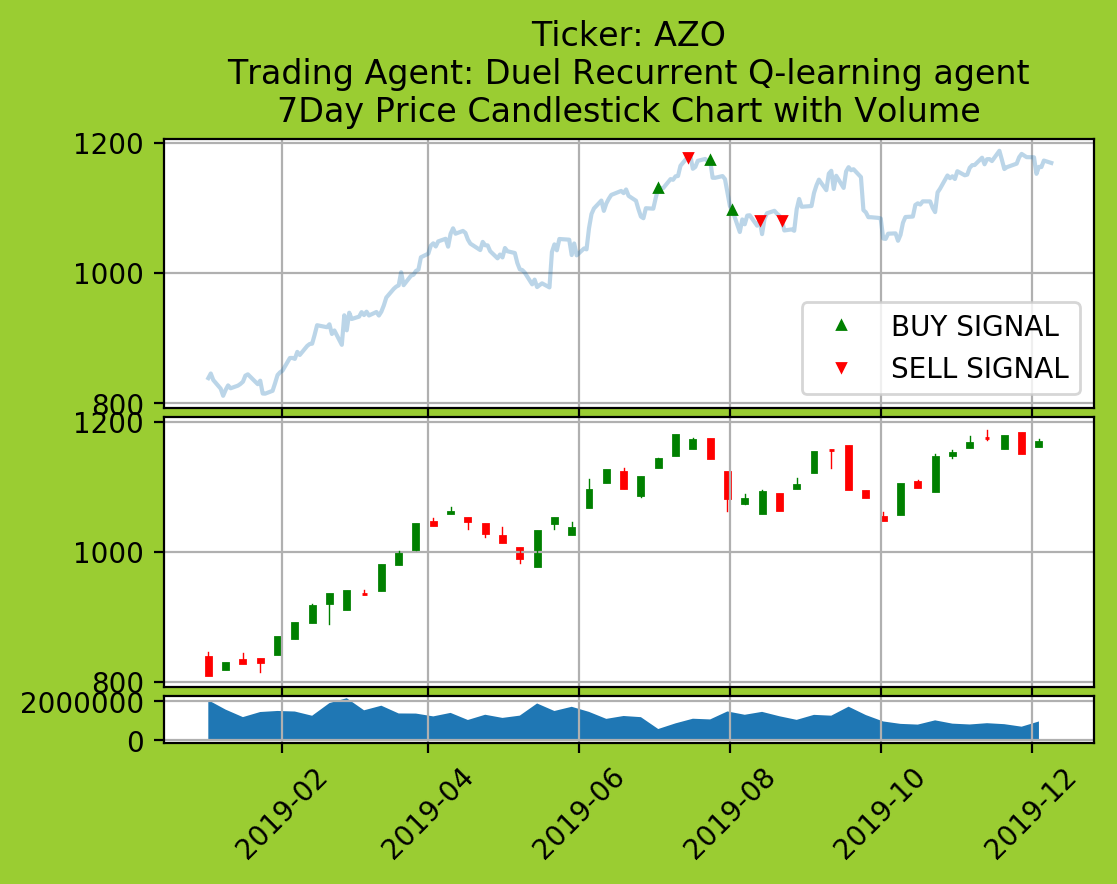 Ticker: AZO
Trading Agent: Duel Recurrent Q-learning agent
7Day Price Candlestick Chart with Volume
1200
1000
800
BUY SIGNAL
SELL SIGNAL
1200
1000
800
2000000
0
2019-02
2019-04
2019-06
2019-08
2019-10
2019-12